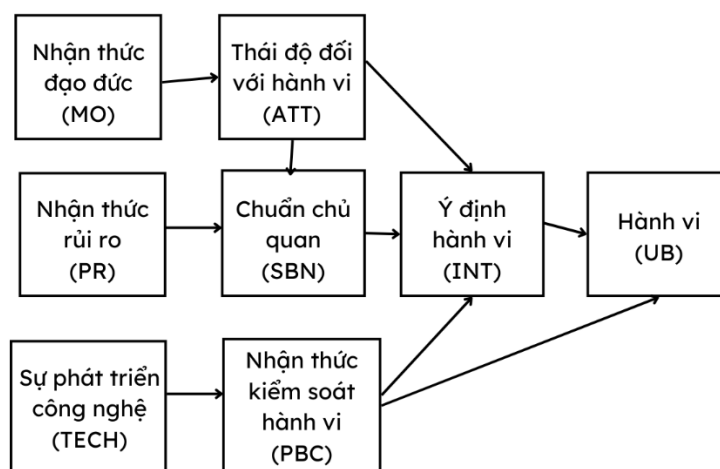 Nhận thức
đạo đức
(MO)
Thái độ đối
với hành vi
(ATT)
Nhận thức
rủi ro
(PR)
Chuẩn chủ
quan
(SBN)
Ý định
hành vi
(INT)
Hành vi
(UB)
Sự phát triển
công nghệ
(TECH)
Nhận thức
kiểm soát
hành vi
(PBC)